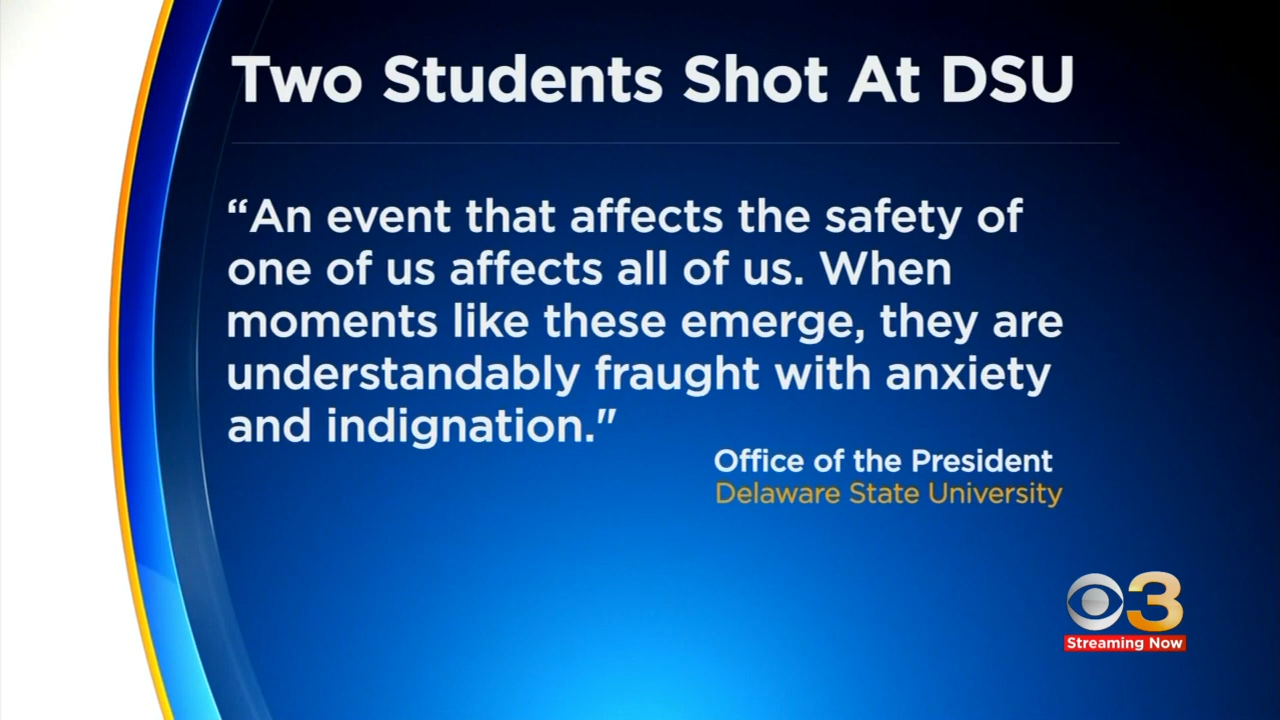 Two Students Shot At DSU
“An event that affects the safety of
one of us affects all of us. When
moments like these emerge, they are
understandably fraught with anxiety
and indignation."
Office of the President
Delaware State University
3
Streaming Now